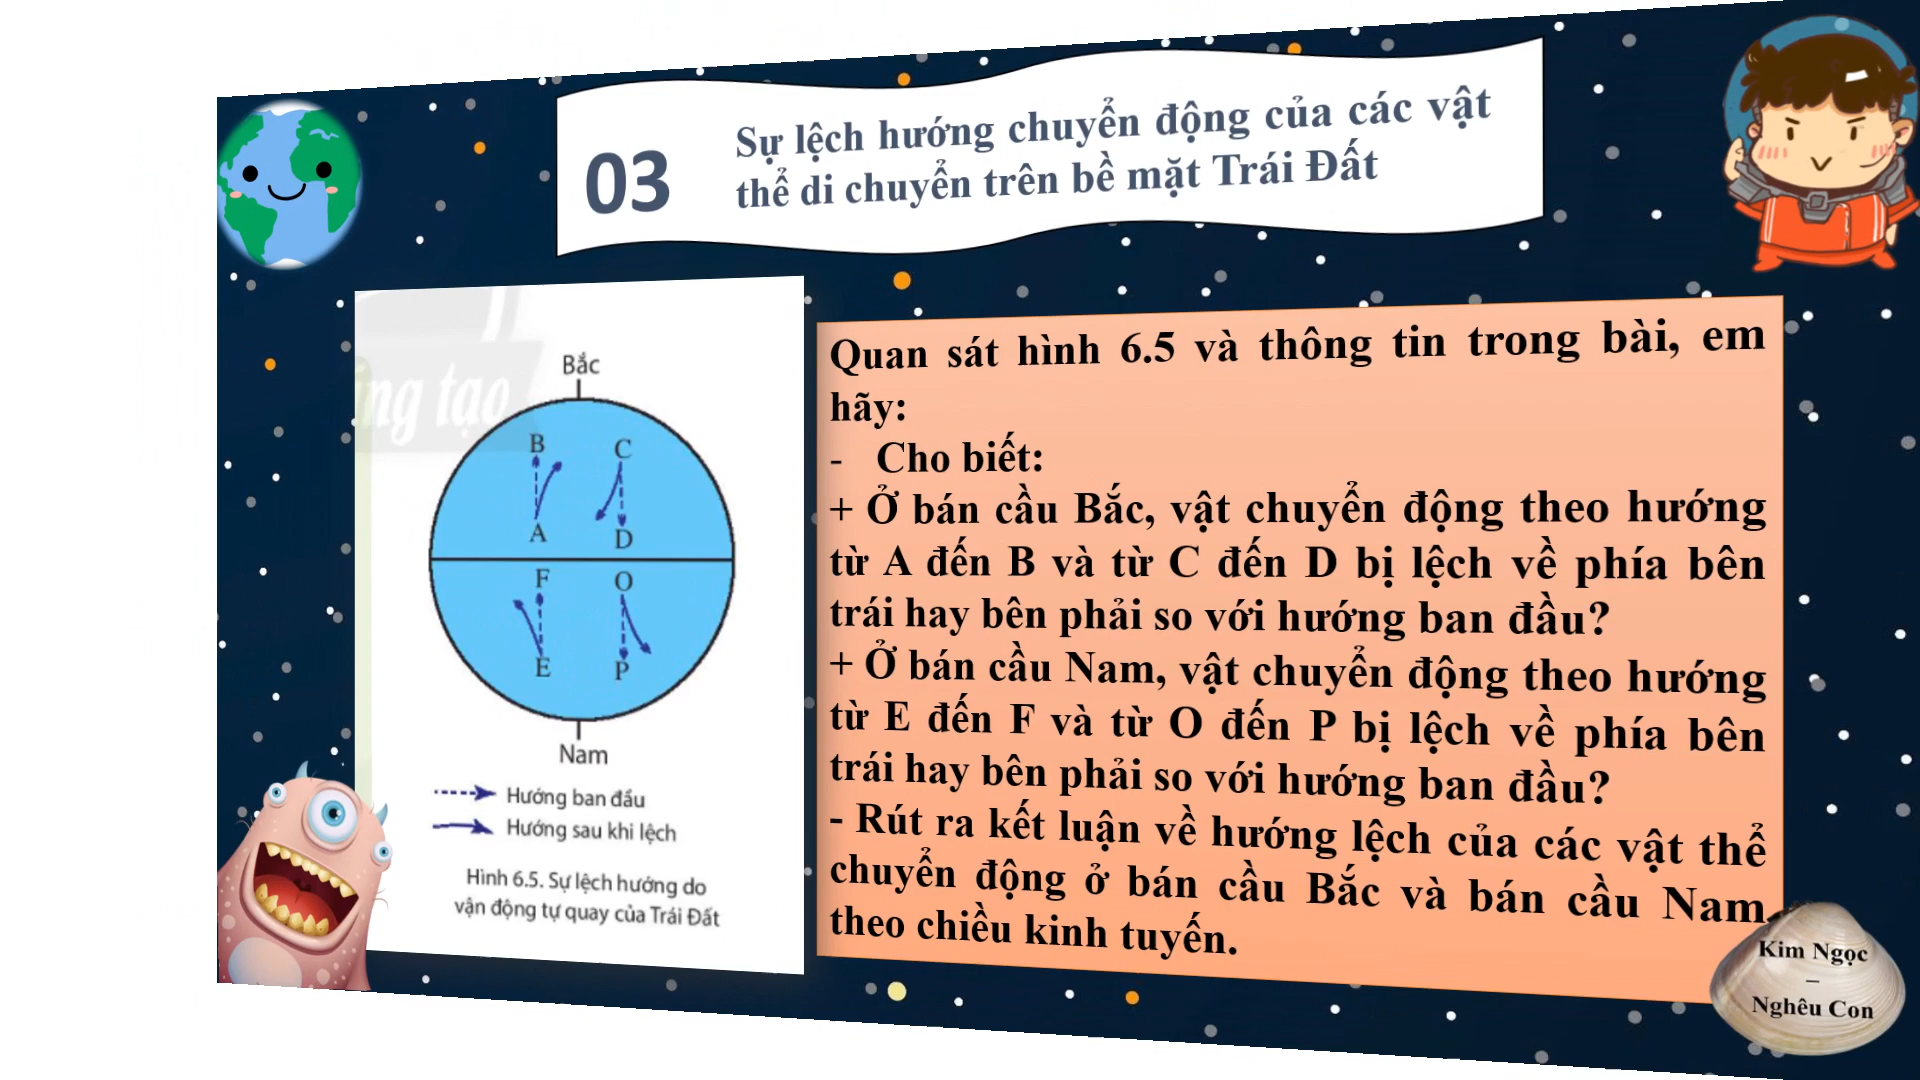 03
Sự lệch hướng chuyển động của các vật
thể di chuyển trên bề mặt Trái Đất
ng tạo
Bắc
B
C
A
D
F
O
E
P
Nam
Hướng ban đầu
Hướng sau khi lệch
Hình 6.5. Sự lệch hướng do
vận động tự quay của Trái Đất
Quan sát hình 6.5 và thông tin trong bài, em
hãy:
- Cho biết:
+ Ở bán cầu Bắc, vật chuyển động theo hướng
từ A đến B và từ C đến D bị lệch về phía bên
trái hay bên phải so với hướng ban đầu?
+ Ở bán cầu Nam, vật chuyển động theo hướng
từ E đến F và từ O đến P bị lệch về phía bên
trái hay bên phải so với hướng ban đầu?
- Rút ra kết luận về hướng lệch của các vật thể
chuyển động ở bán cầu Bắc và bán cầu Nam
theo chiều kinh tuyến.
Kim Ngọc
–
Nghêu Con